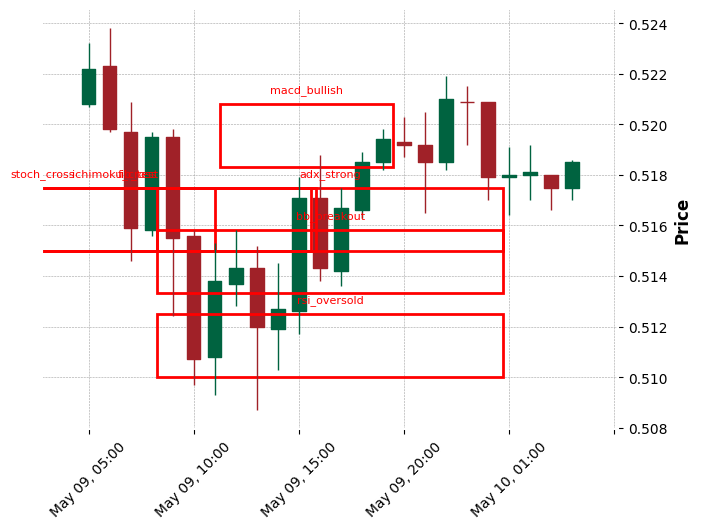 0.524
0.522
macd_bullish
0.520
stoch_cross
ichimoku
adx_strong
0.518
0.516
0.514
rsi_oversold
0.512
0.510
0.508
Price
May 09, 05:00
May 09, 10:00
May 09, 15:00
May 09, 20:00
May 10, 01:00